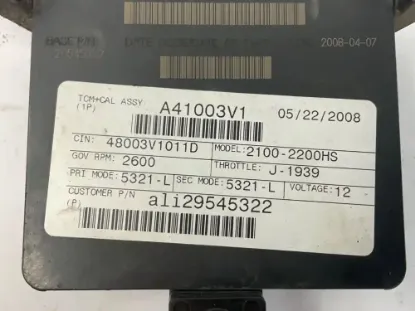 BASE P/N
2008-04-07
TCM+CAL ASSY A41003V1 05/22/2008
(1P)
CIN: 48003V1011D MODEL: 2100-2200HS
GOV RPM: 2600 THROTTLE: J-1939
PRI MODE: 5321-L SEC MODE: 5321-L VOLTAGE: 12
CUSTOMER P/N
(P) ali29545322